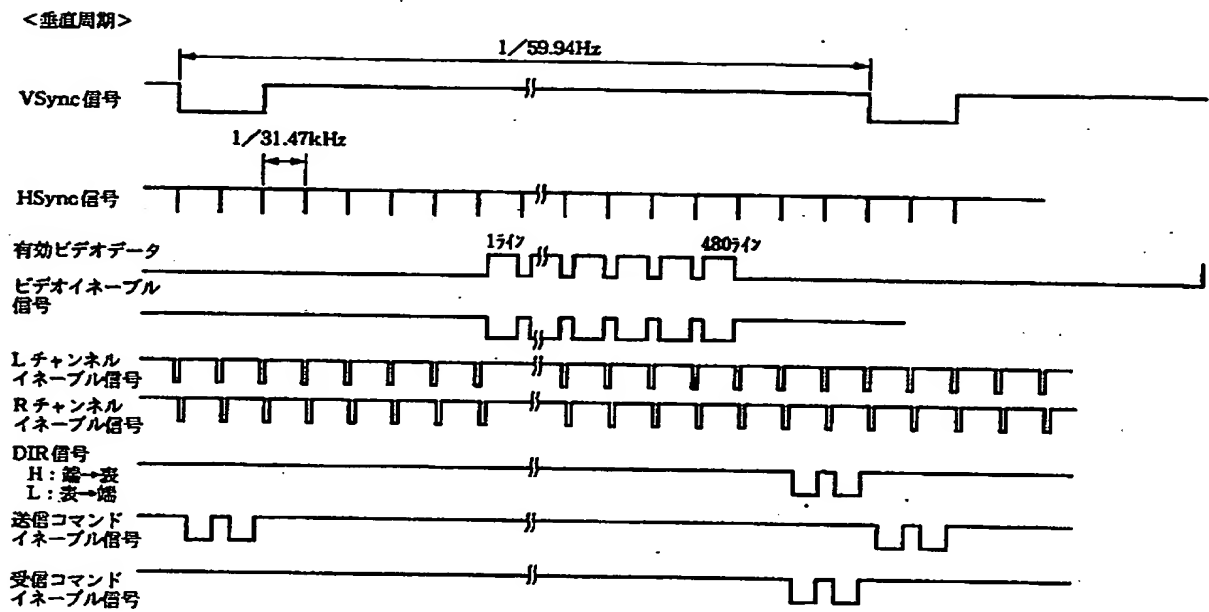 <垂直周期>
1/59.94Hz
VSync信号
1/31.47kHz
HSync信号
有効ビデオデータ
1ライン
480ライン
ビデオイネーブル
信号
Lチャンネル
イネーブル信号
Rチャンネル
イネーブル信号
DIR信号
H:端→表
L:表→端
送信コマンド
イネーブル信号
受信コマンド
イネーブル信号